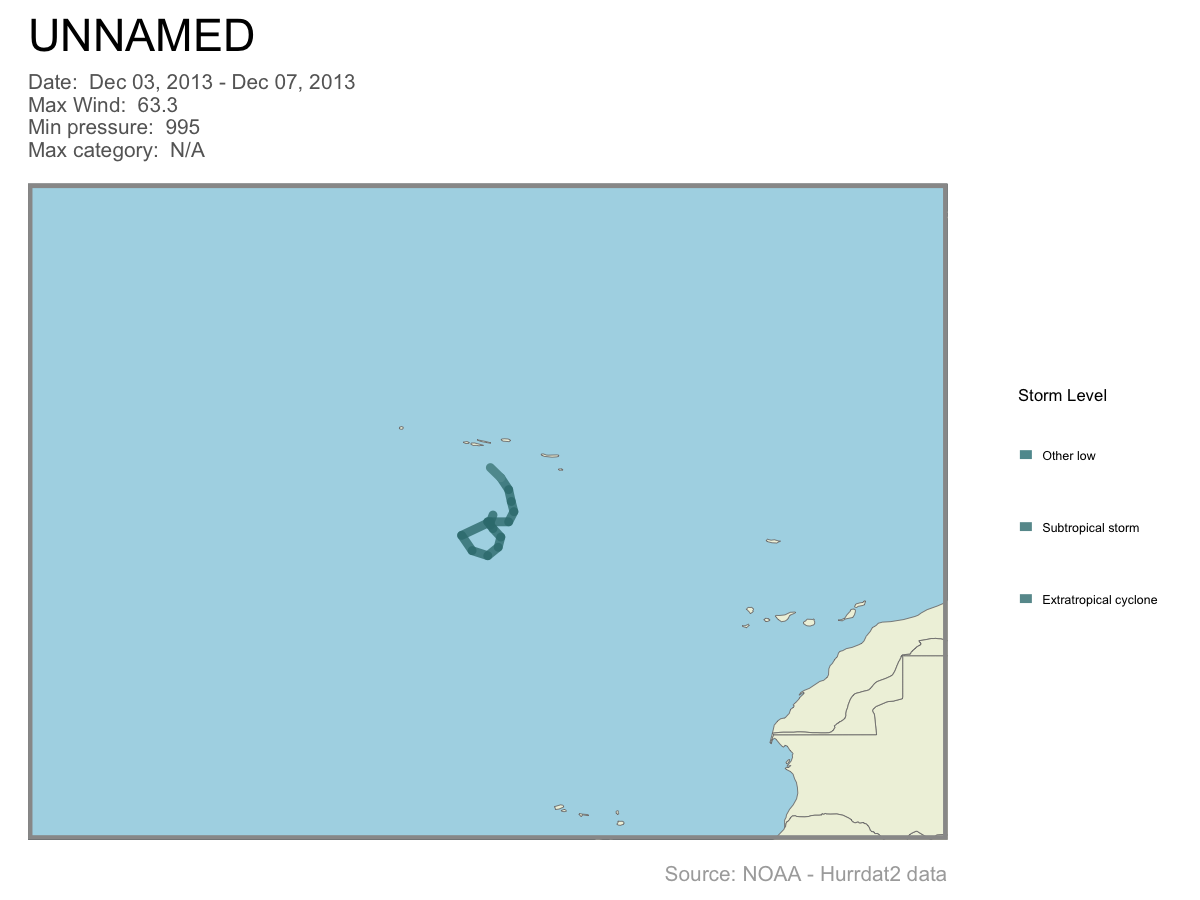 UNNAMED
Date:  Dec 03, 2013 - Dec 07, 2013
Max Wind:  63.3
Min pressure:  995
Max category:  N/A
Storm Level
Other low
Subtropical storm
Extratropical cyclone
Source: NOAA - Hurrdat2 data